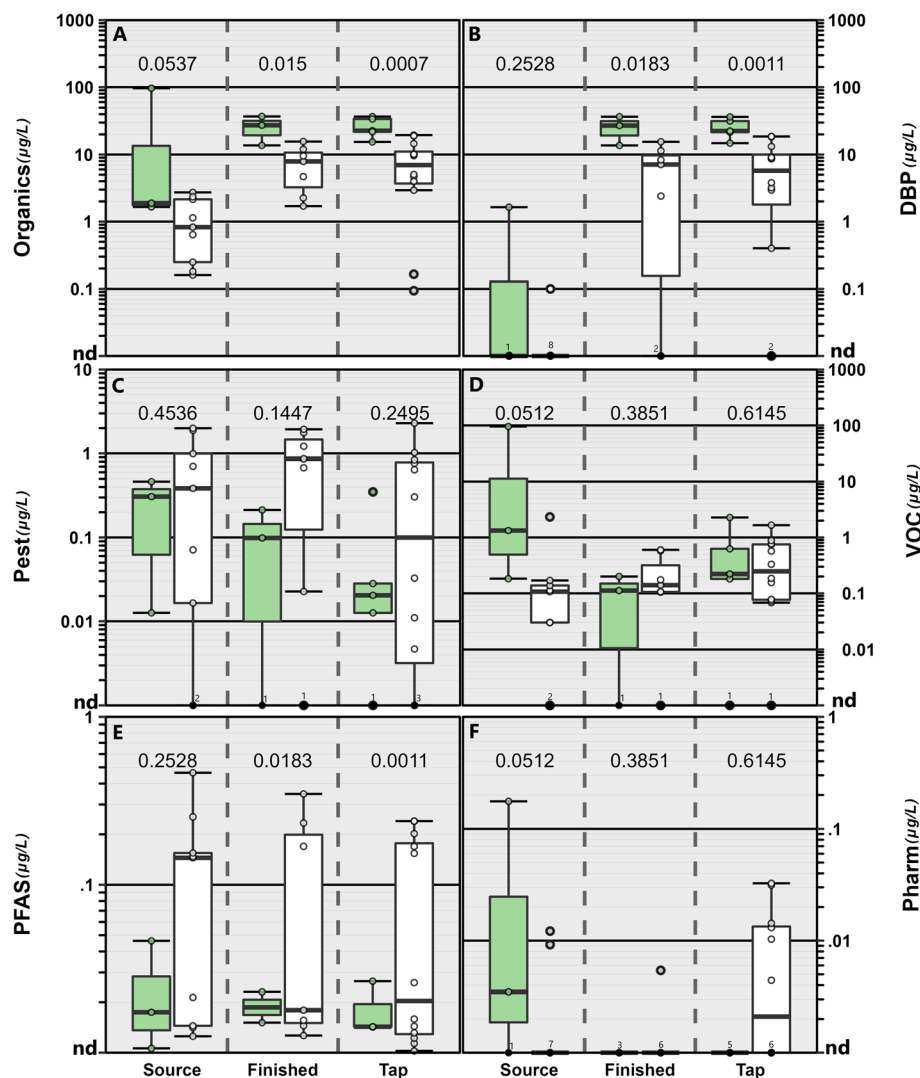 A
B
0.0537
0.015
0.0007
0.2528
0.0183
0.0011
1000
100
10
1
0.1
nd
Organics(µg/L)
1000
100
10
1
0.1
nd
DBP (µg/L)
1
8
2
2
C
D
0.4536
0.1447
0.2495
0.0512
0.3851
0.6145
10
1
0.1
0.01
nd
Pest(µg/L)
1000
100
10
1
0.1
0.01
nd
VOC(µg/L)
2
1
1
1
3
2
1
1
1
1
E
F
0.2528
0.0183
0.0011
0.0512
0.3851
0.6145
1
.1
nd
PFAS(µg/L)
1
.1
.01
nd
Pharm(µg/L)
1
7
3
6
5
6
Source
Finished
Tap
Source
Finished
Tap